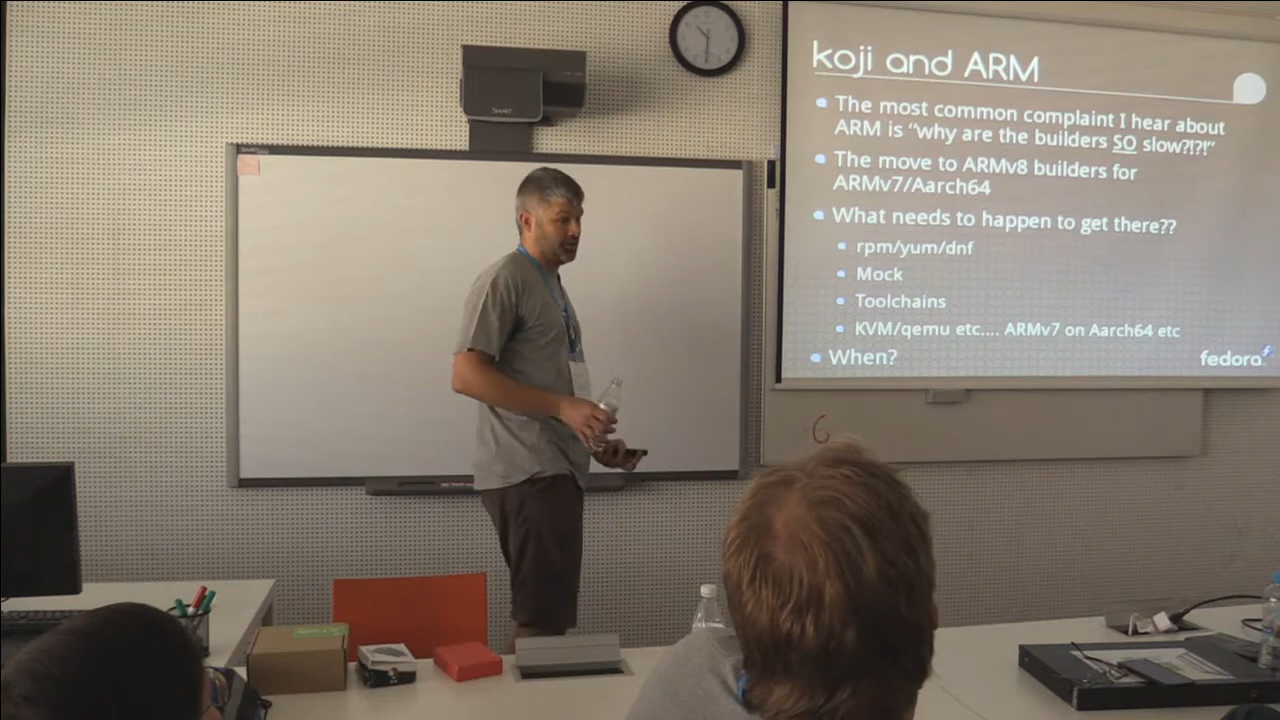 SMART
koji and ARM
The most common complaint I hear about
ARM is “why are the builders SO slow?!?!”
The move to ARMv8 builders for
ARMv7/Aarch64
What needs to happen to get there??
rpm/yum/dnf
Mock
Toolchains
KVM/qemu etc.... ARMv7 on Aarch64 etc
When?
fedora
6